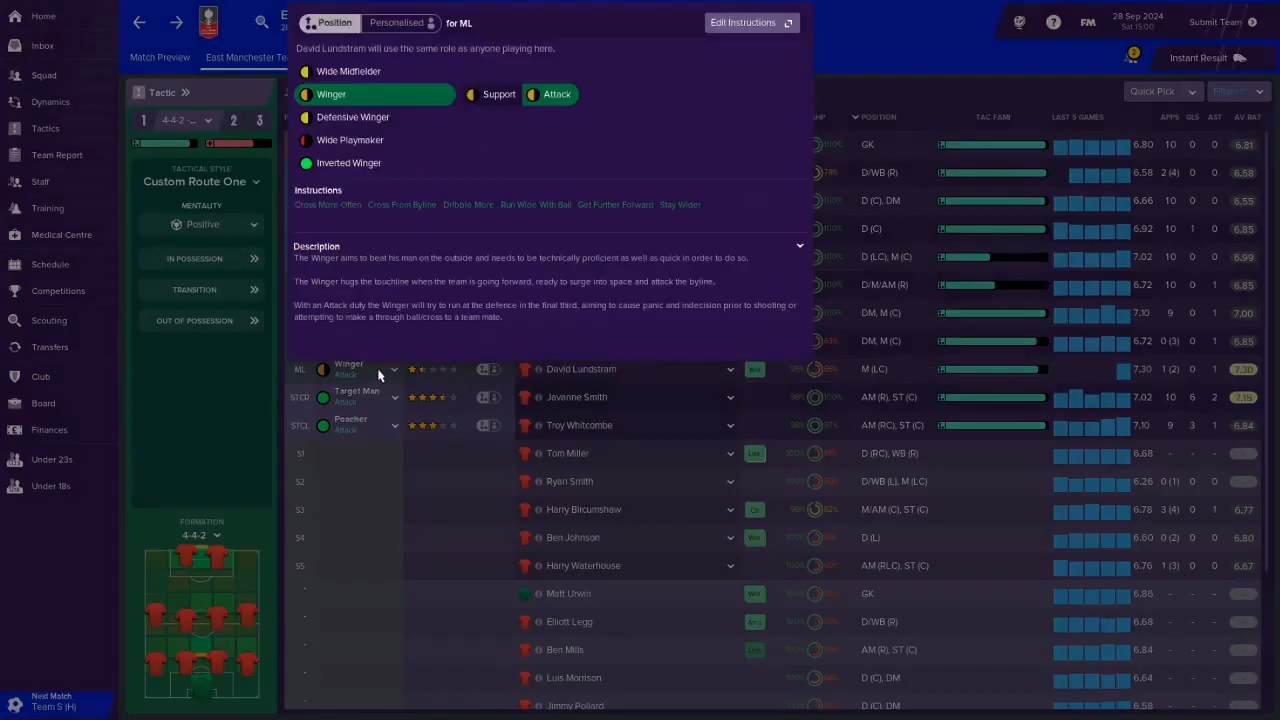 Home
Inbox
Squad
Dynamics
Tactics
Team Report
Staff
Training
Medical Centre
Schedule
Competitions
Scouting
Transfers
Club
Board
Finances
Under 23s
Under 18s
Next Match
Team S (H)
Match Preview
East Manchester Te
FM
28 Sep 2024
Sat 15:00
Submit Team
2
Instant Result
Quick Pick
Filtered
Tactic
1 4-4-2 -... 2 3
TACTICAL STYLE
Custom Route One
MENTALITY
Positive
IN POSSESSION
TRANSITION
OUT OF POSSESSION
FORMATION
4-4-2
Position Personalised for ML
Edit Instructions
David Lundstram will use the same role as anyone playing here.
Wide Midfielder
Winger Support Attack
Defensive Winger
Wide Playmaker
Inverted Winger
Instructions
Cross More Often Cross From Byline Dribble More Run Wide With Ball Get Further Forward Stay Wider
Description
The Winger aims to beat his man on the outside and needs to be technically proficient as well as quick in order to do so.
The Winger hugs the touchline when the team is going forward, ready to surge into space and attack the byline.
With an Attack duty the Winger will try to run at the defence in the final third, aiming to cause panic and indecision prior to shooting or
attempting to make a through ball/cross to a team mate.
POSITION TAC FAMI LAST 5 GAMES APPS GLS AST AV RAT
GK 6.80 10 0 0 6.81
D/WB (R) 6.58 2 (4) 0 0 6.58
D (C), DM 6.66 10 0 0 6.55
D (C) 6.92 10 1 0 6.85
D (LC), M (C) 7.02 10 0 0 6.99
D/M/AM (R) 6.72 10 0 1 6.85
DM, M (C) 7.10 9 0 1 7.00
DM, M (C) 6.72 0 (3) 0 1 6.85
ML Winger Attack David Lundstram M (LC) 7.30 1 (2) 0 1 7.30
STCR Target Man Attack Javanne Smith AM (R), ST (C) 7.02 10 6 2 7.15
STCL Poacher Attack Troy Whitcombe AM (RC), ST (C) 7.10 9 3 1 6.84
S1 Tom Miller D (RC), WB (R) 6.68 - - -
S2 Ryan Smith D/WB (L), M (LC) 6.26 0 (1) 0 0
S3 Harry Bircumshaw M/AM (C), ST (C) 6.78 3 (4) 0 1 6.77
S4 Ben Johnson D (L) 6.60 0 (2) 0 0 6.80
S5 Harry Waterhouse AM (RLC), ST (C) 6.76 1 (3) 0 0 6.67
- Matt Urwin GK 6.86 - - -
- Elliott Legg D/WB (R) 6.68 - - -
- Ben Mills AM (R), ST (C) 6.84 - - -
- Luis Morrison D (C), DM 6.64 - - -
- Jimmy Pollard D (C), DM 6.58 - - -